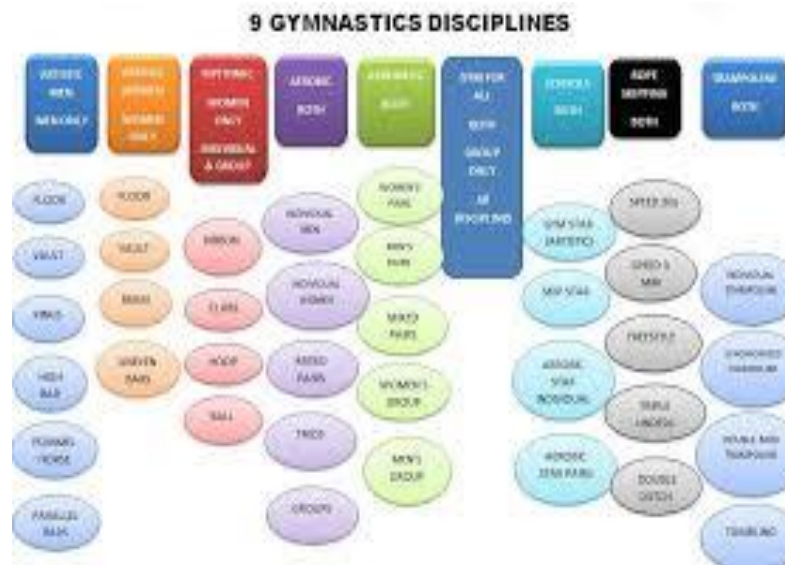 9 GYMNASTICS DISCIPLINES
ARTISTIC
MEN
MEN ONLY
WOMEN
ONLY
RHYTHMIC
WOMEN
ONLY
INDIVIDUAL
& GROUP
AEROBIC
BOTH
ACROBATIC
BOTH
GYM FOR
ALL
BOTH
GROUP
ONLY
All
DISCIPLINES
SCHOOLS
BOTH
ROPE
SKIPPING
BOTH
TRAMPOLINE
BOTH
FLOOR
VAULT
RINGS
HIGH
BAR
POMMEL
HORSE
PARALLEL
BARS
FLOOR
VAULT
BEAM
UNEVEN
BARS
RIBBON
CLUBS
HOOP
BALL
INDIVIDUAL
MEN
INDIVIDUAL
WOMEN
MIXED
PAIRS
TRIOS
GROUPS
WOMEN'S
PAIRS
MEN'S
PAIRS
MIXED
PAIRS
WOMEN'S
GROUP
MEN'S
GROUP
GYM STAR
(ARTISTIC)
AEROBIC
STAR
INDIVIDUAL
AEROBIC
STAR PAIRS
SPEED
SPEED &
FREESTYLE
TRIPLE
UNDERS
DOUBLE
DUTCH
INDIVIDUAL
TRAMPOLINE
SYNCHRONISED
TRAMPOLINE
DOUBLE MINI
TRAMPOLINE
TUMBLING